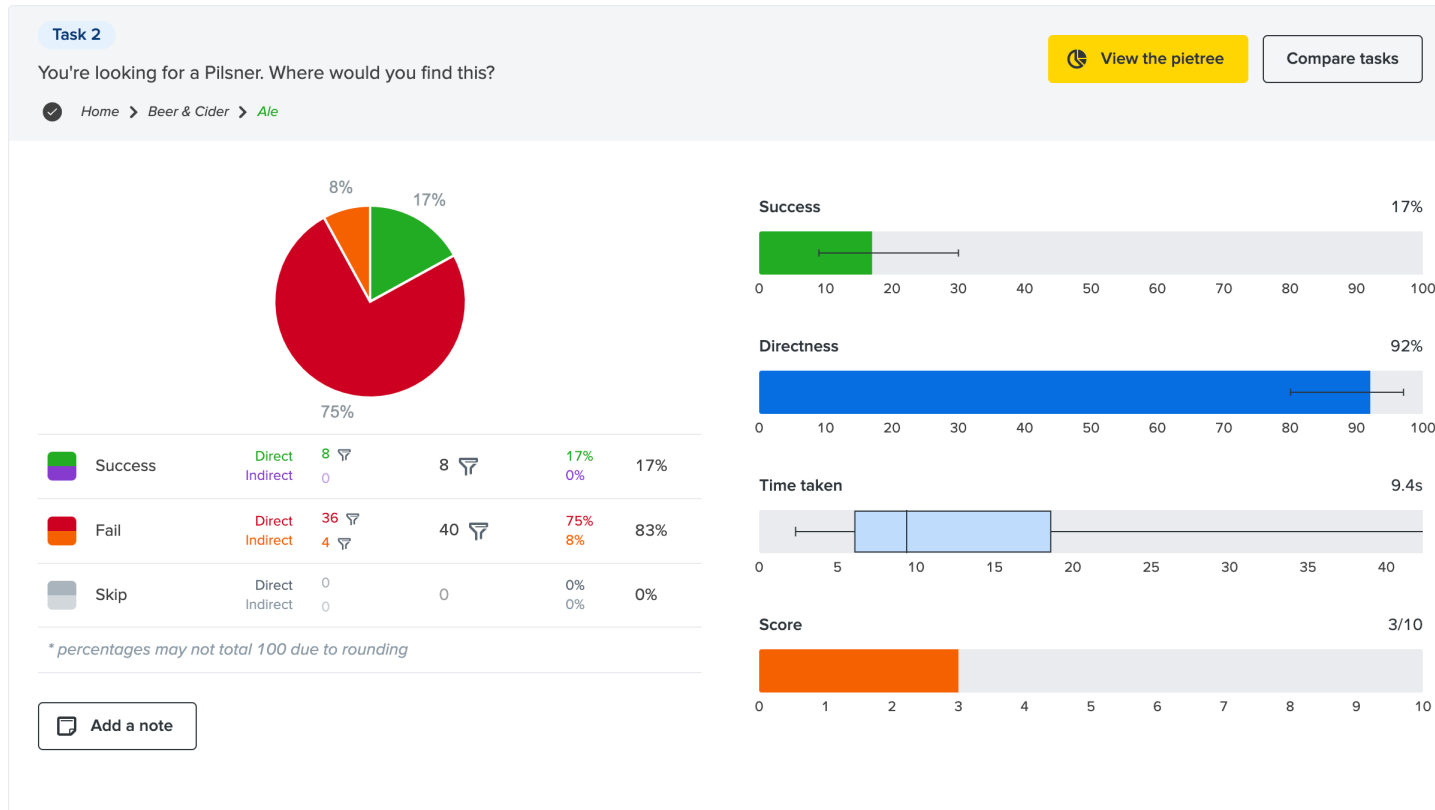 Task 2
You're looking for a Pilsner. Where would you find this?
Home > Beer & Cider > Ale
View the pietree
Compare tasks
8%
17%
75%
Success Direct 8 8 17% 17%
Indirect 0 0%
Fail Direct 36 40 75% 83%
Indirect 4 8%
Skip Direct 0 0 0% 0%
Indirect 0 0%
* percentages may not total 100 due to rounding
Add a note
Success 17%
0 10 20 30 40 50 60 70 80 90 100
Directness 92%
0 10 20 30 40 50 60 70 80 90 100
Time taken 9.4s
0 5 10 15 20 25 30 35 40
Score 3/10
0 1 2 3 4 5 6 7 8 9 10